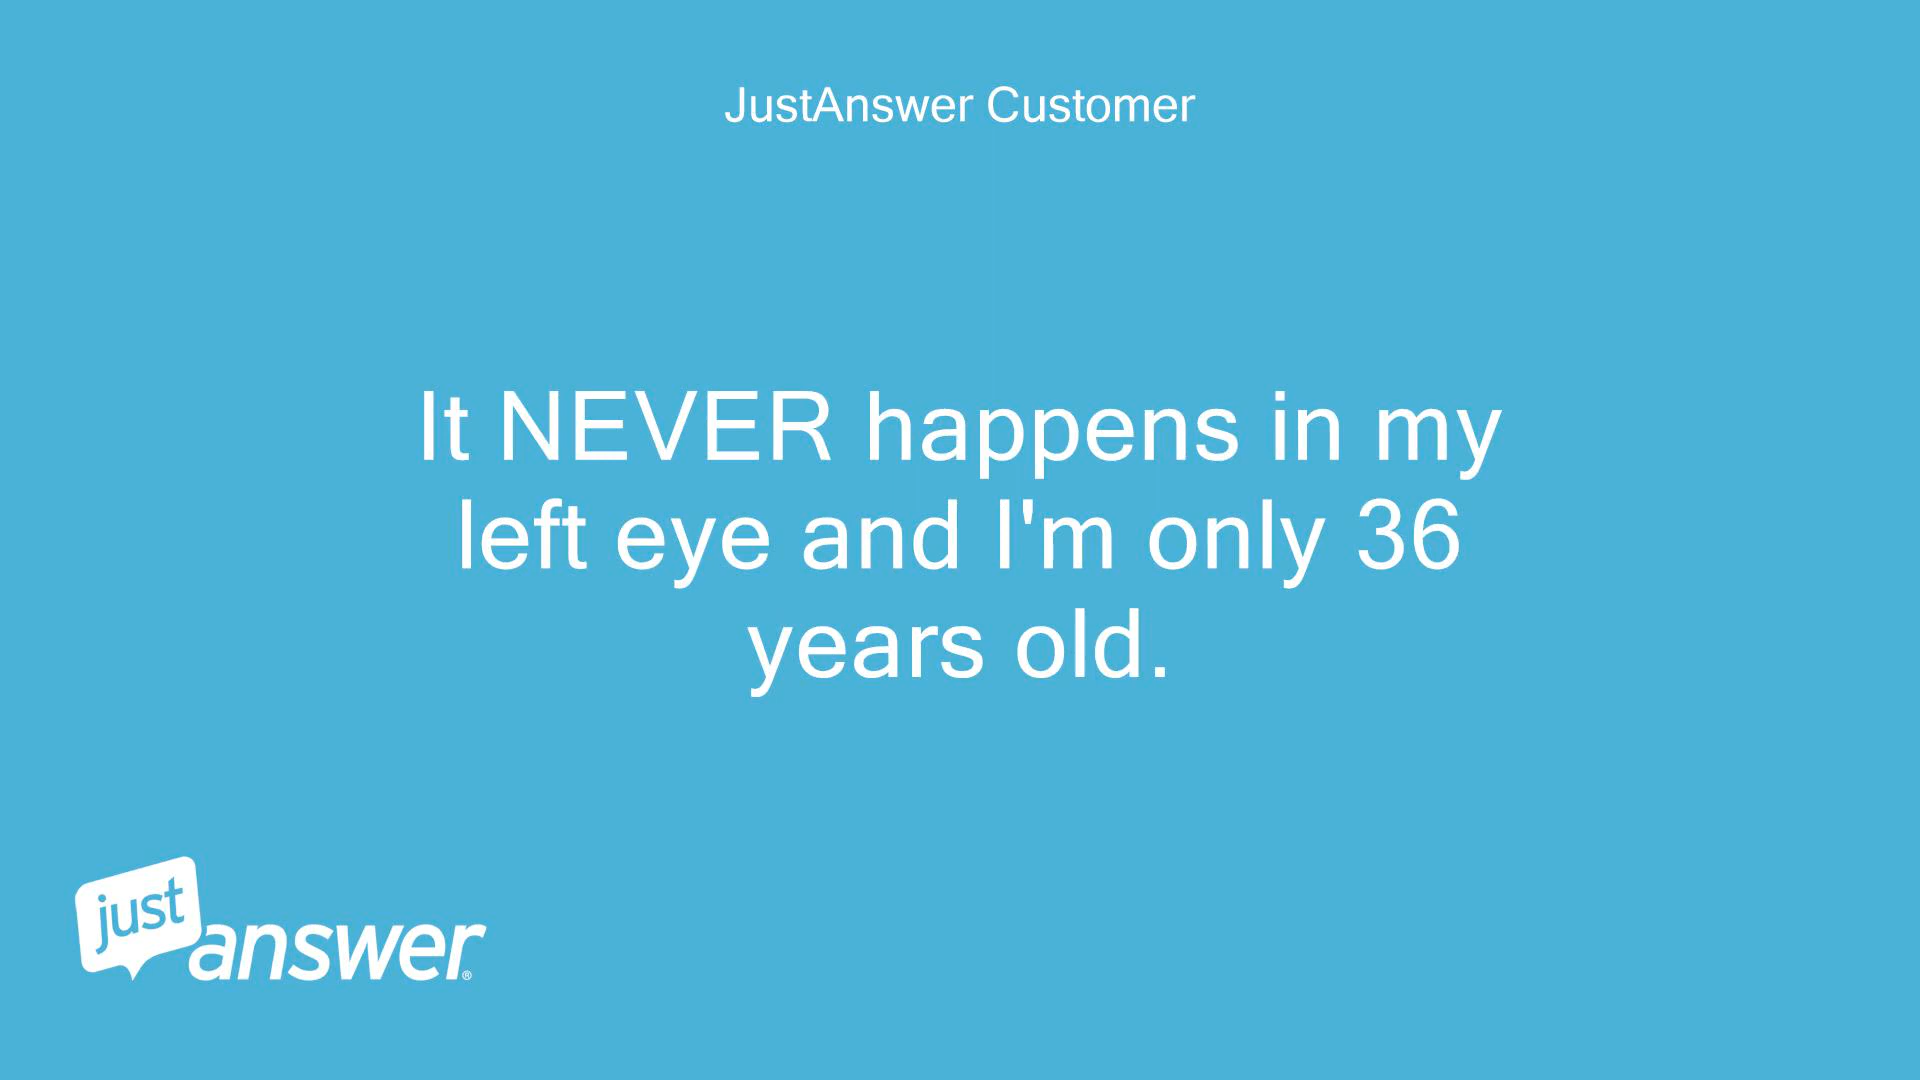 JustAnswer Customer
It NEVER happens in my
left eye and I'm only 36
years old.
just
answer®